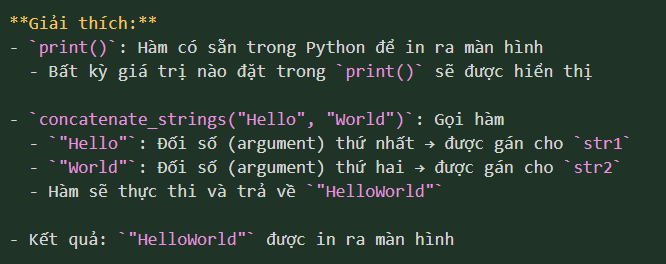 **Giải thích:**
- `print()`: Hàm có sẵn trong Python để in ra màn hình
  - Bất kỳ giá trị nào đặt trong `print()` sẽ được hiển thị

- `concatenate_strings("Hello", "World")`: Gọi hàm
  - `"Hello"`: Đối số (argument) thứ nhất → được gán cho `str1`
  - `"World"`: Đối số (argument) thứ hai → được gán cho `str2`
  - Hàm sẽ thực thi và trả về `"HelloWorld"`

- Kết quả: `"HelloWorld"` được in ra màn hình